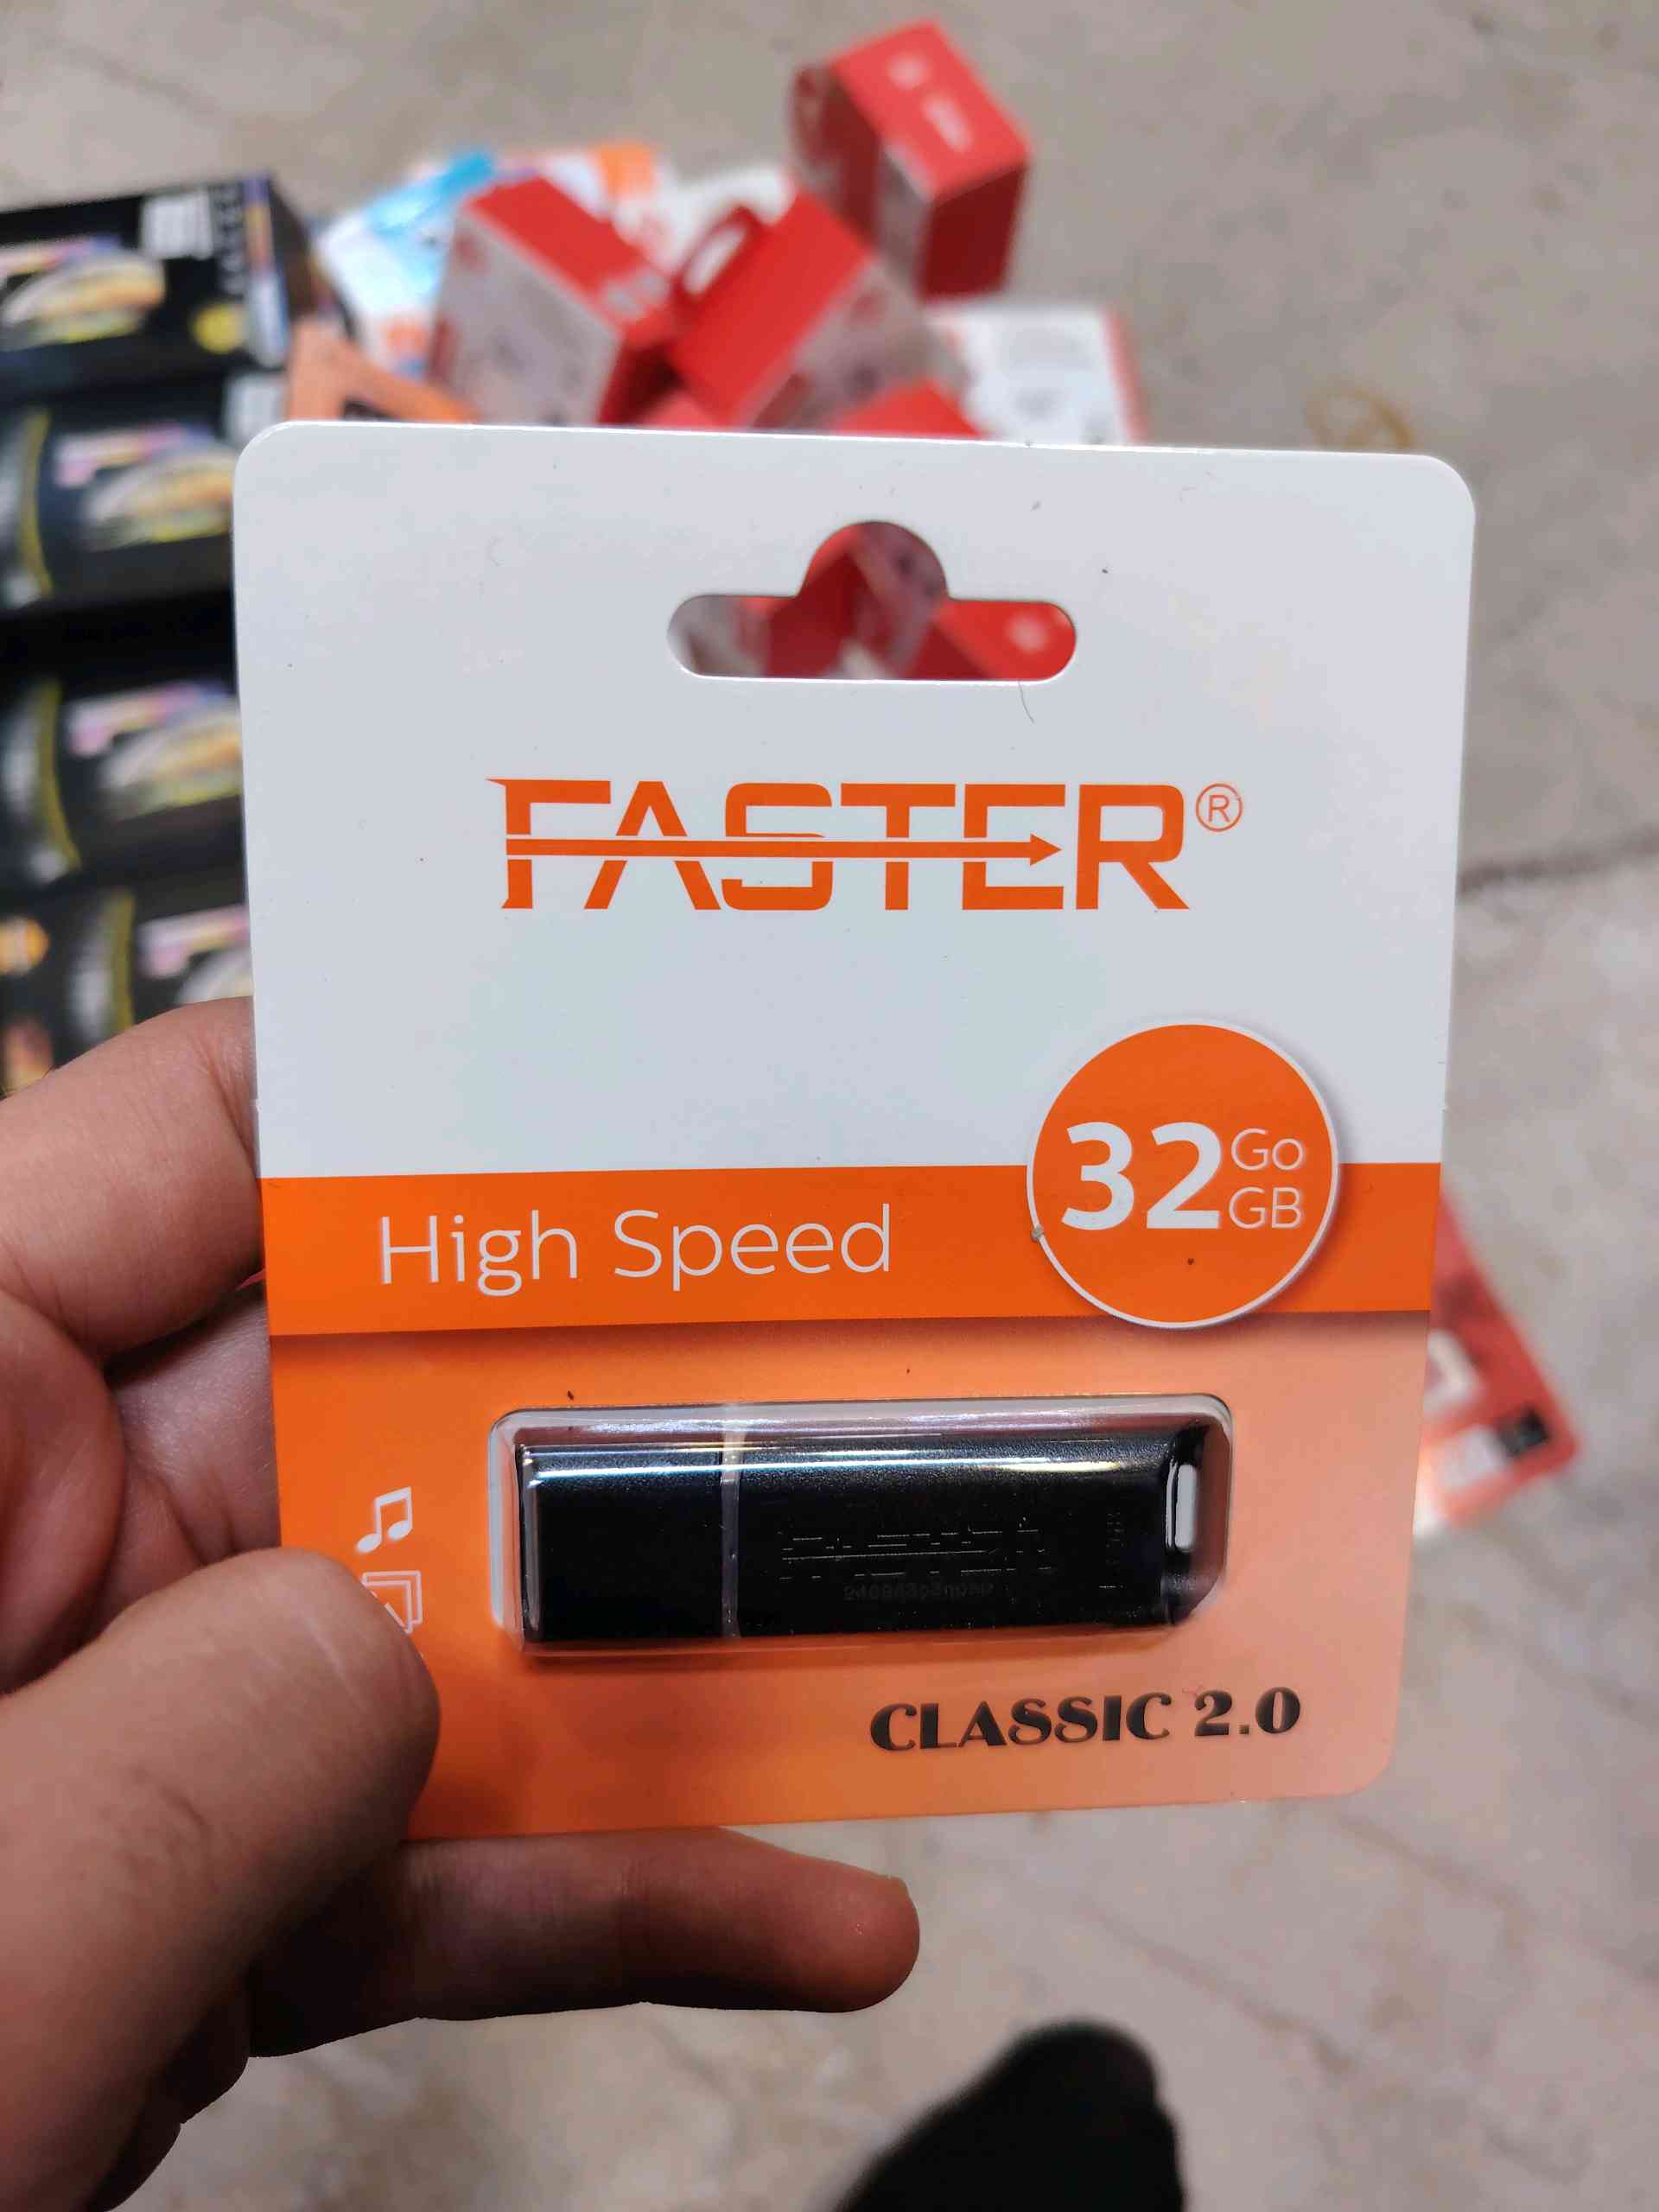 FASTER®
32 Go
GB
High Speed
CLASSIC 2.0